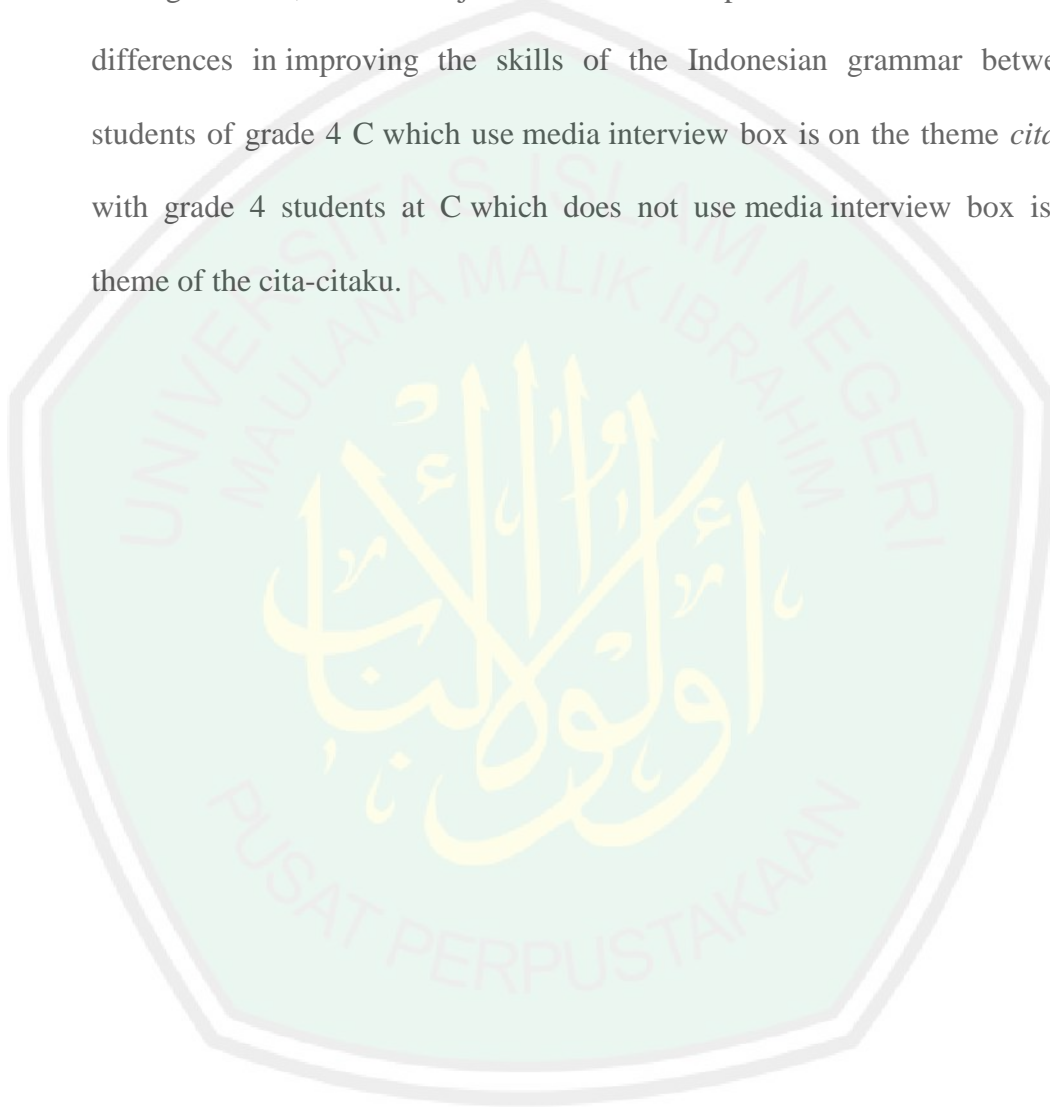 differences in improving the skills of the Indonesian grammar
students of grade 4 C which use media interview box is on the theme
with grade 4 students at C which does not use media interview box is
theme of the cita-citaku.
UNIVERSITAS ISLAM NEGERI
MAULANA MALIK IBRAHIM
أولوا الألباب
PUSAT PERPUSTAKAAN